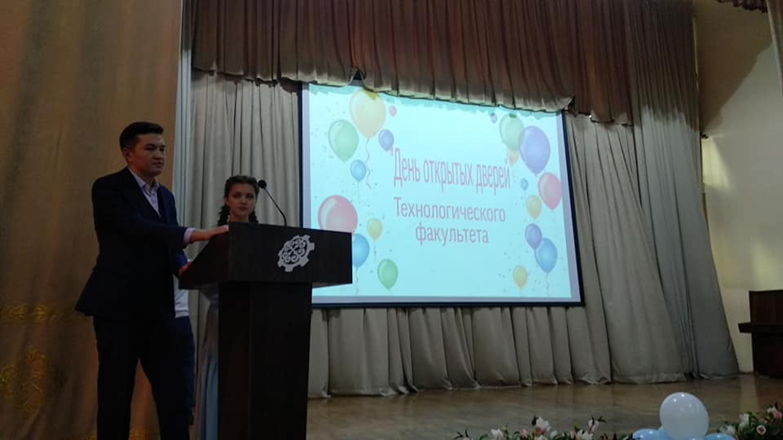 "День открытых дверей
Технологического
факультета